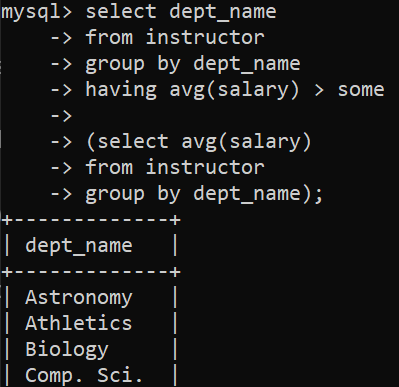 mysql> select dept_name
    -> from instructor
    -> group by dept_name
    -> having avg(salary) > some
    ->
    -> (select avg(salary)
    -> from instructor
    -> group by dept_name);
+-------------+
| dept_name   |
+-------------+
| Astronomy   |
| Athletics   |
| Biology     |
| Comp. Sci.  |